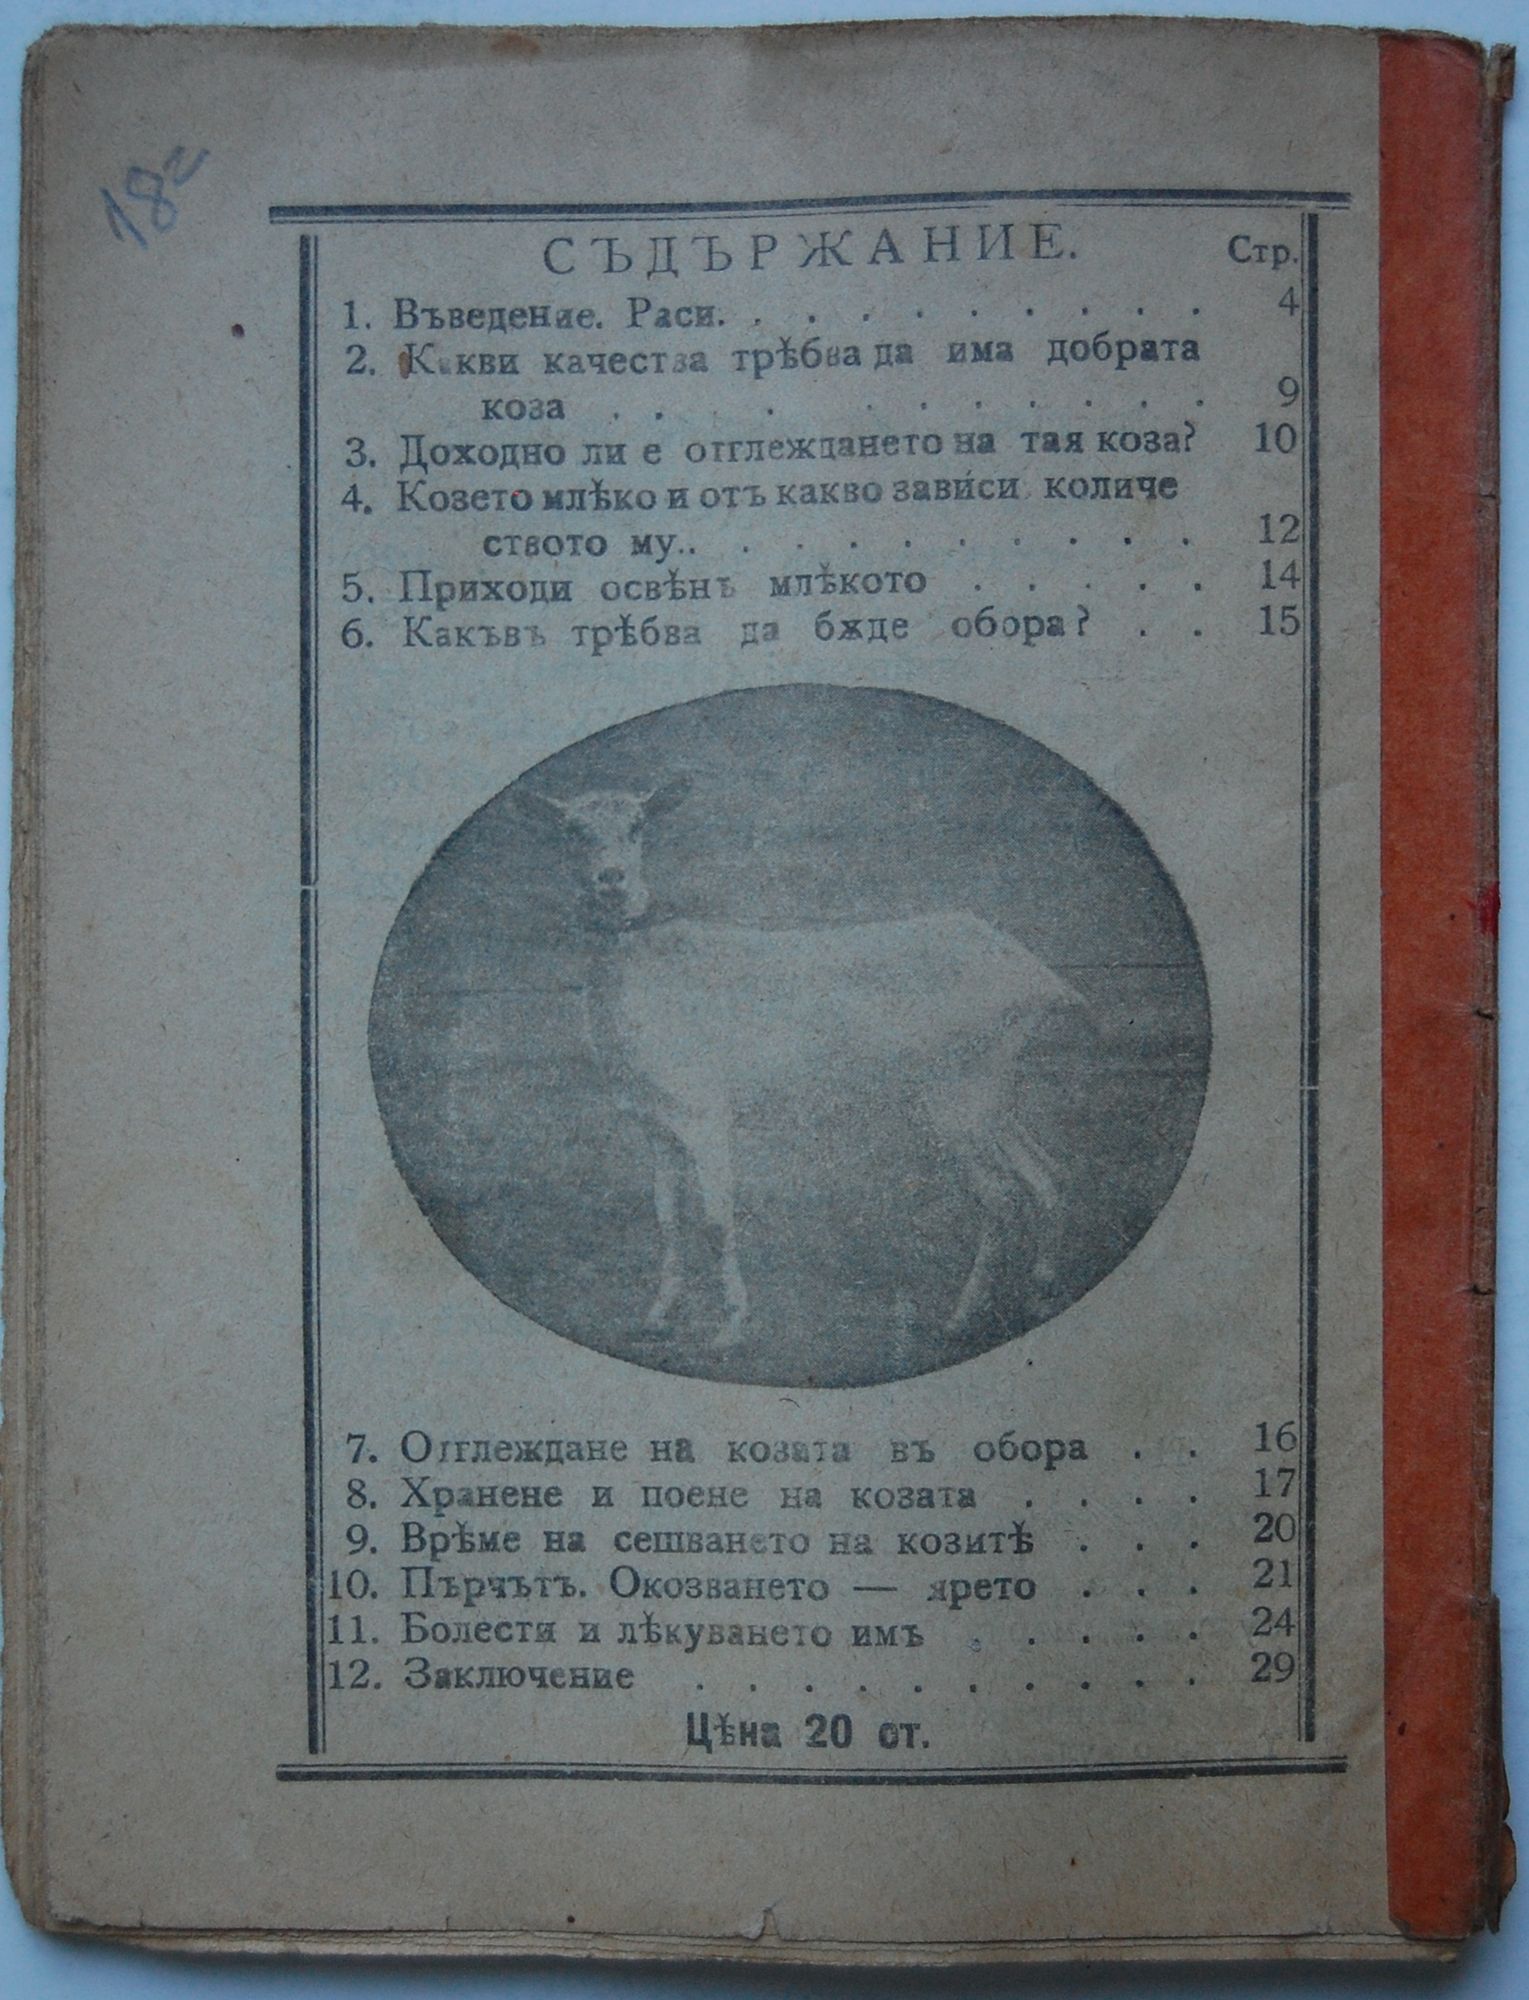 18=
СЪДЪРЖАНИЕ. Стр.
1. Въведение. Раси. . . . . . . . . . 4
2. Какви качества трѣбва да има добрата
коза . . . . . . . . . . 9
3. Доходно ли е отглеждането на тая коза? 10
4. Козето млѣко и отъ какво зависи количе
ството му.. . . . . . . . . . 12
5. Приходи освѣнъ млѣкото . . . . . 14
6. Какъвъ трѣбва да бѫде обора? . . 15
7. Отглеждане на козата въ обора . . 16
8. Хранене и поене на козата . . . . 17
9. Врѣме на сешването на козитѣ . . . 20
10. Пърчътъ. Окозването — ярето . . . 21
11. Болести и лѣкуването имъ . . . . . 24
12. Заключение . . . . . . . . . . 29
Цѣна 20 ст.